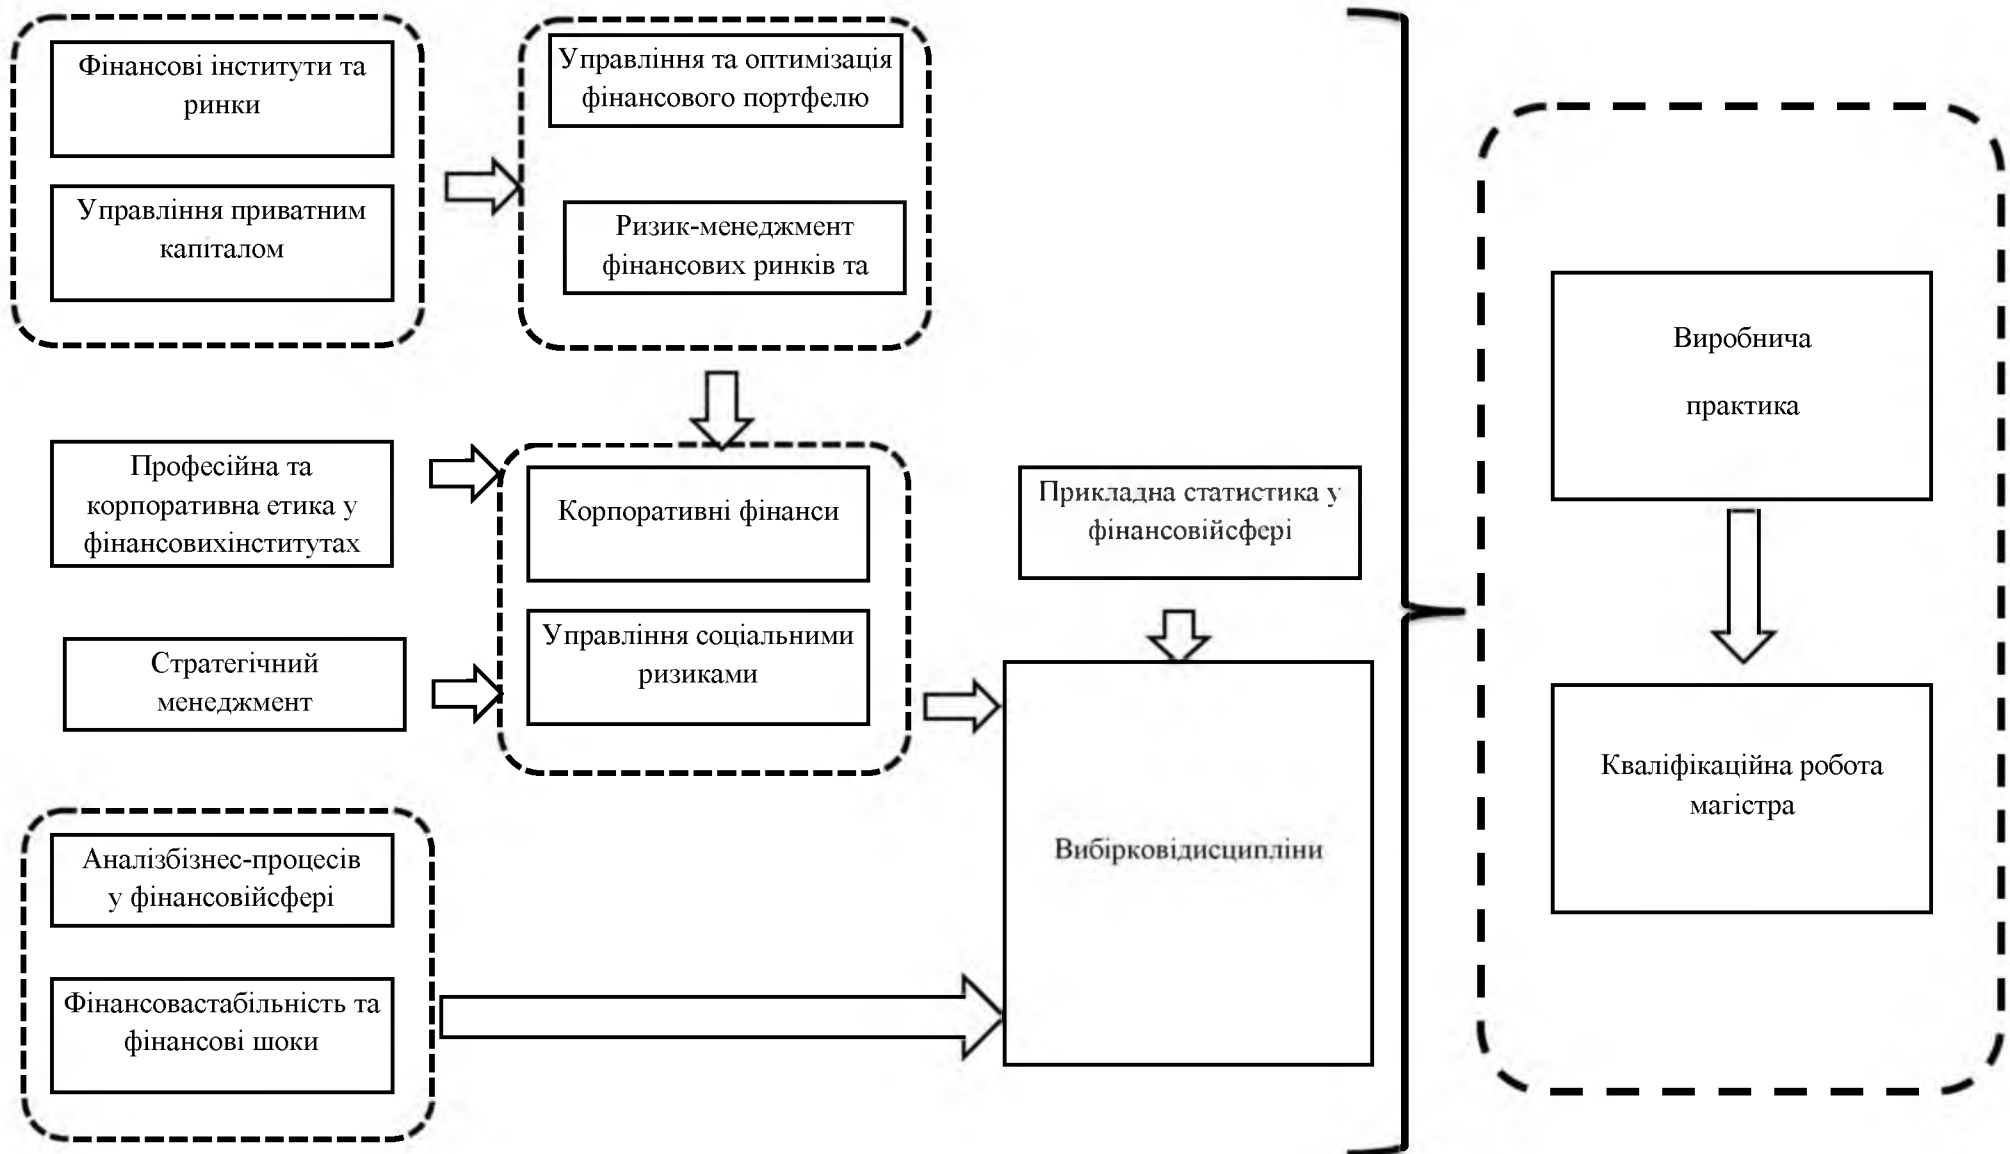 Фінансові інститути та
ринки
Управління приватним
капіталом
Управління та оптимізація
фінансового портфелю
Ризик-менеджмент
фінансових ринків та
Професійна та
корпоративна етика у
фінансовихінститутах
Стратегічний
менеджмент
Корпоративні фінанси
Управління соціальними
ризиками
Прикладна статистика у
фінансовійсфері
Аналізбізнес-процесів
у фінансовійсфері
Фінансовастабільність та
фінансові шоки
Вибірковідисципліни
Виробнича
практика
Кваліфікаційна робота
магістра